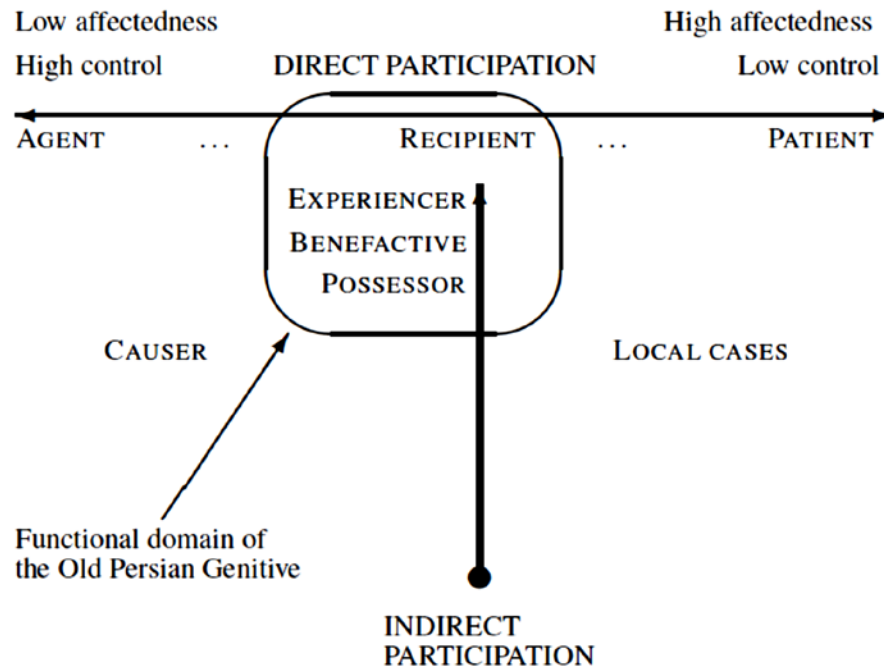 Low affectedness High affectedness
High control DIRECT PARTICIPATION Low control
AGENT ... RECIPIENT ... PATIENT
EXPERIENCER
BENEFACTIVE
POSSESSOR
CAUSER LOCAL CASES
Functional domain of
the Old Persian Genitive
INDIRECT
PARTICIPATION